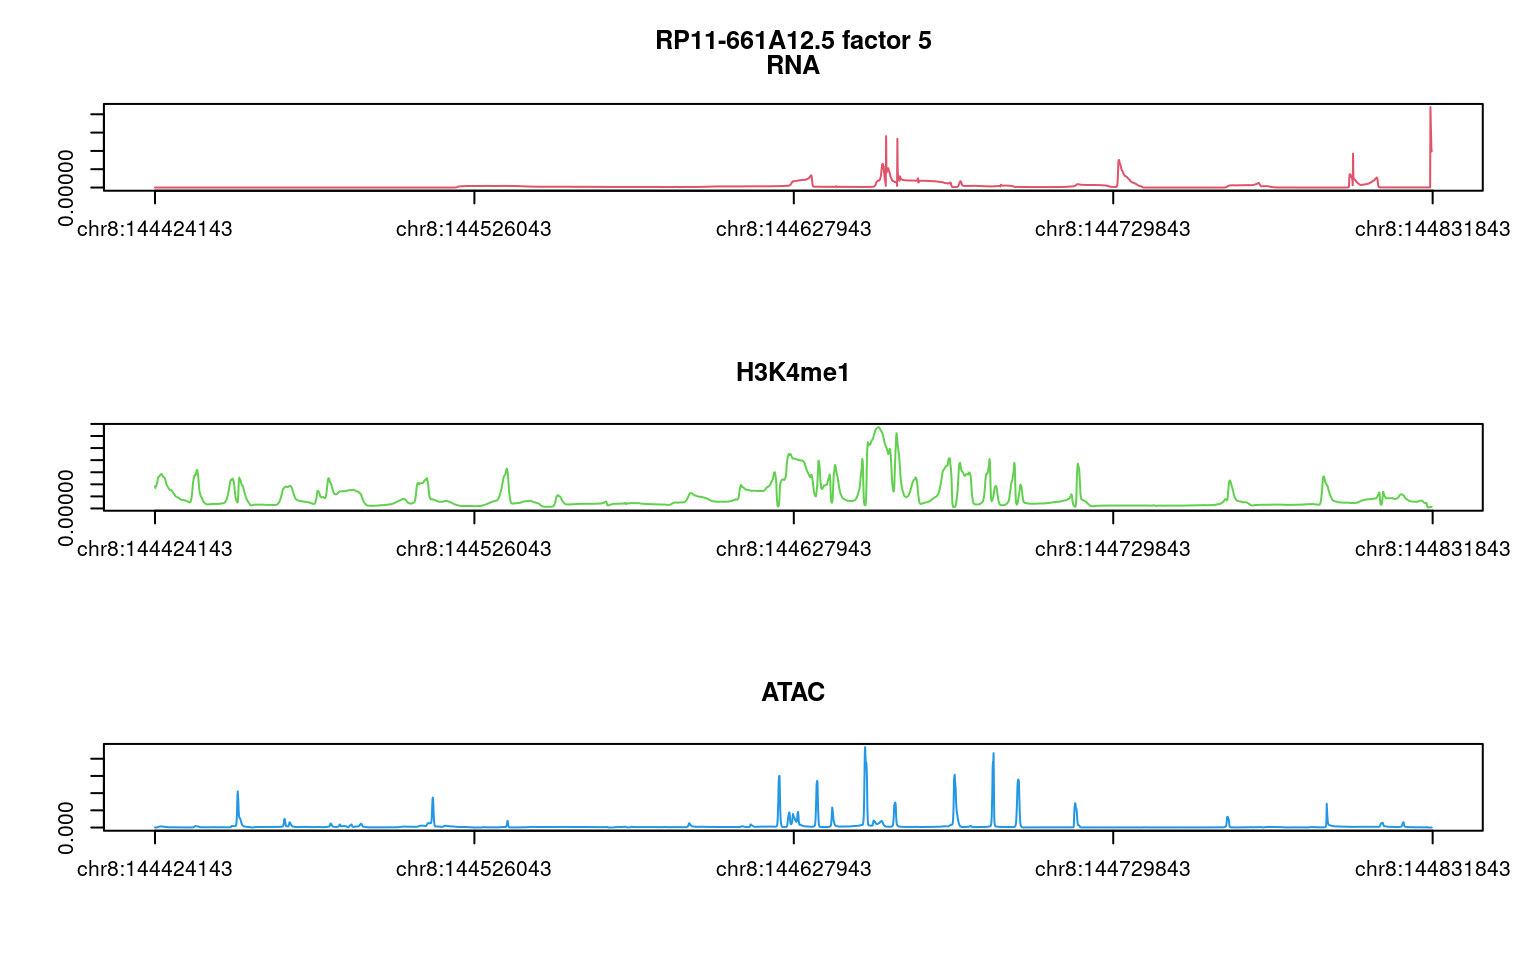 RP11-661A12.5 factor 5
RNA
0.00000
chr8:144424143 chr8:144526043 chr8:144627943 chr8:144729843 chr8:144831843
H3K4me1
0.00000
chr8:144424143 chr8:144526043 chr8:144627943 chr8:144729843 chr8:144831843
ATAC
0.000
chr8:144424143 chr8:144526043 chr8:144627943 chr8:144729843 chr8:144831843